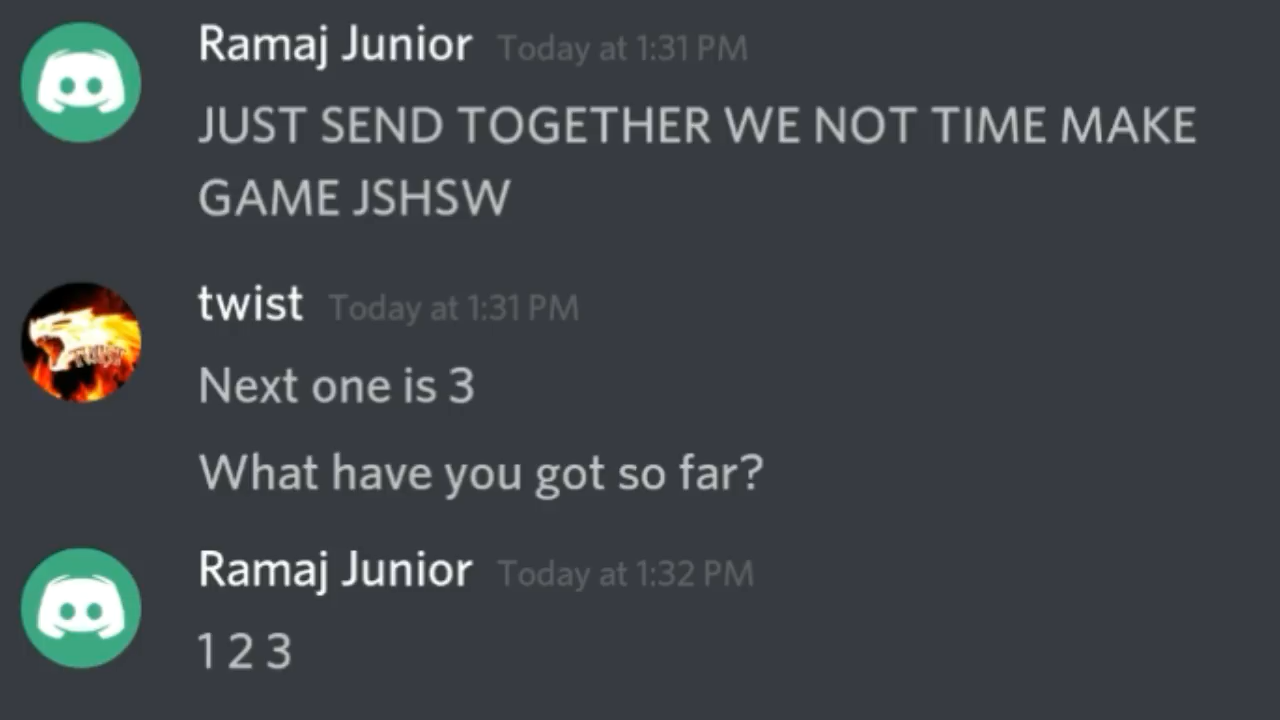 Ramaj Junior Today at 1:31 PM
JUST SEND TOGETHER WE NOT TIME MAKE
GAME JSHSW
twist Today at 1:31 PM
TWIST
Next one is 3
What have you got so far?
Ramaj Junior Today at 1:32 PM
1 2 3